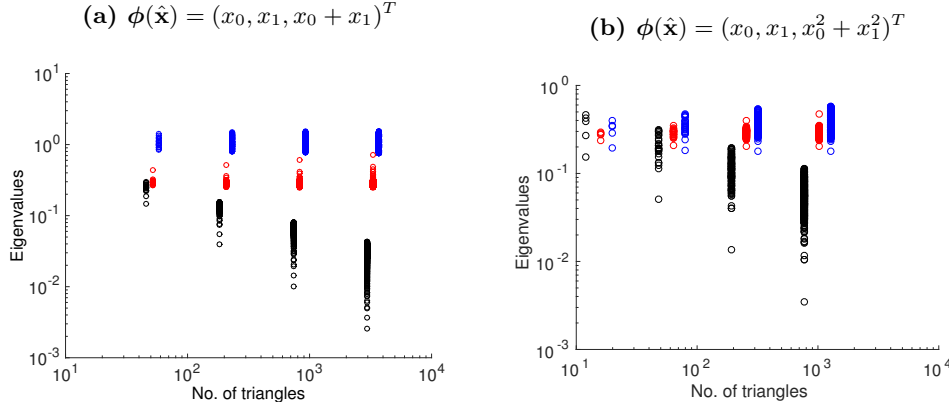 (a) ϕ(x̂) = (x₀, x₁, x₀ + x₁)ᵀ
10¹
10⁰
10⁻¹
10⁻²
10⁻³
Eigenvalues
10¹ 10² 10³ 10⁴
No. of triangles
(b) ϕ(x̂) = (x₀, x₁, x₀² + x₁²)ᵀ
10⁰
10⁻¹
10⁻²
10⁻³
Eigenvalues
10¹ 10² 10³ 10⁴
No. of triangles